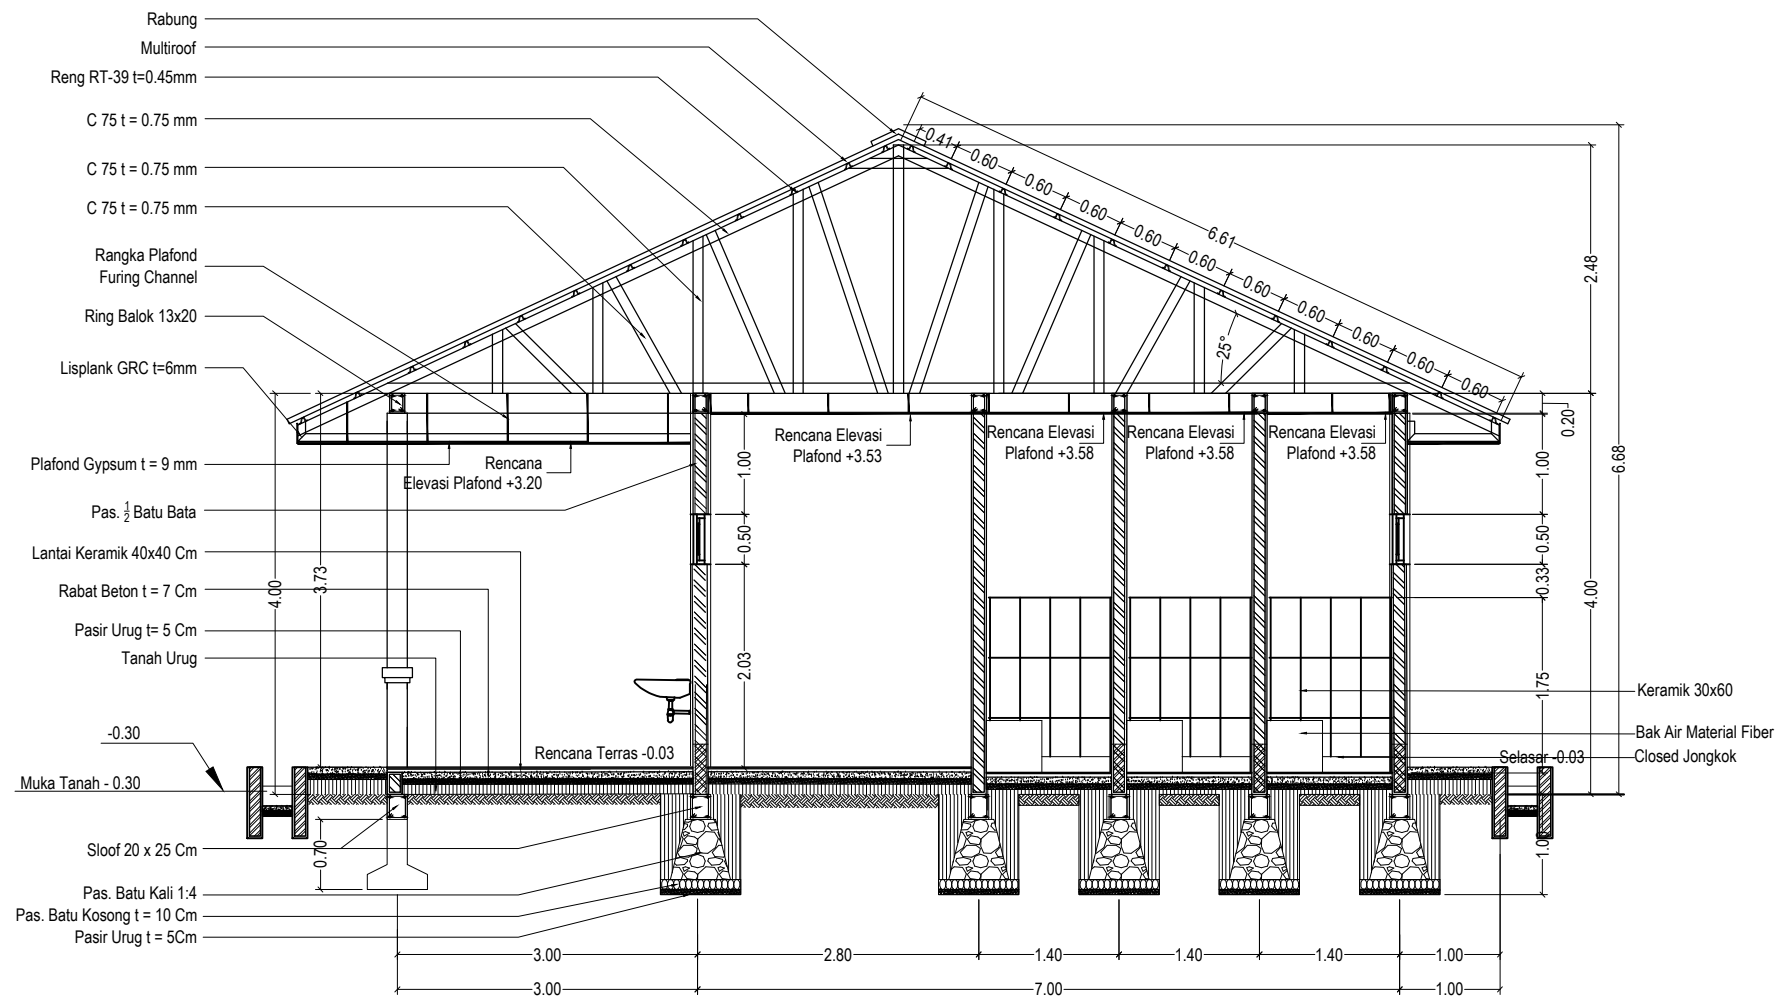 Rabung
Multiroof
Reng RT-39 t=0.45mm
C 75 t = 0.75 mm
C 75 t = 0.75 mm
C 75 t = 0.75 mm
Rangka Plafond
Furing Channel
Ring Balok 13x20
Lisplank GRC t=6mm
Plafond Gypsum t = 9 mm
Pas. ½ Batu Bata
Lantai Keramik 40x40 Cm
Rabat Beton t = 7 Cm
Pasir Urug t= 5 Cm
Tanah Urug
-0.30
Muka Tanah - 0.30
Sloof 20 x 25 Cm
Pas. Batu Kali 1:4
Pas. Batu Kosong t = 10 Cm
Pasir Urug t = 5Cm
4.00
3.73
0.70
Rencana
Elevasi Plafond +3.20
Rencana Elevasi
Plafond +3.53
Rencana Elevasi
Plafond +3.58
Rencana Elevasi
Plafond +3.58
Rencana Elevasi
Plafond +3.58
1.00
0.50
2.03
Rencana Terras -0.03
0.41
0.60
0.60
0.60
0.60
0.60
0.60
0.60
0.60
0.60
0.60
6.61
25°
2.48
0.20
6.68
1.00
0.50
0.33
4.00
1.75
Keramik 30x60
Bak Air Material Fiber
Selasar -0.03
Closed Jongkok
3.00
2.80
1.40
1.40
1.40
1.00
3.00
7.00
1.00